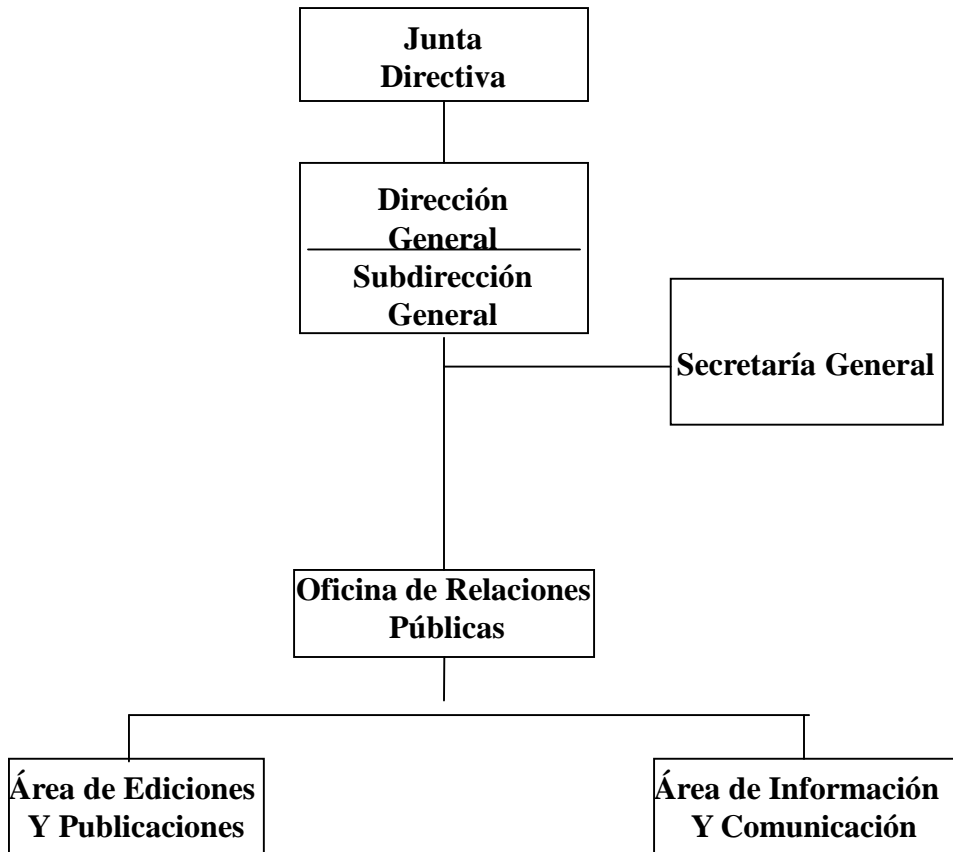 Junta
Directiva
Dirección
General
Subdirección
General
Secretaría General
Oficina de Relaciones
Públicas
Área de Ediciones
Y Publicaciones
Área de Información
Y Comunicación